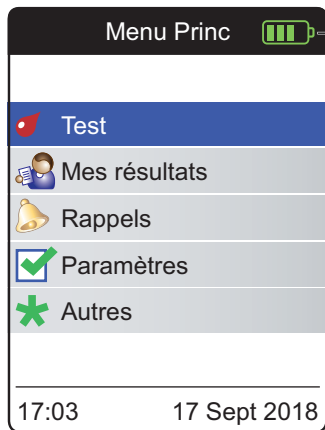 Menu Princ
Test
Mes résultats
Rappels
Paramètres
Autres
17:03 17 Sept 2018